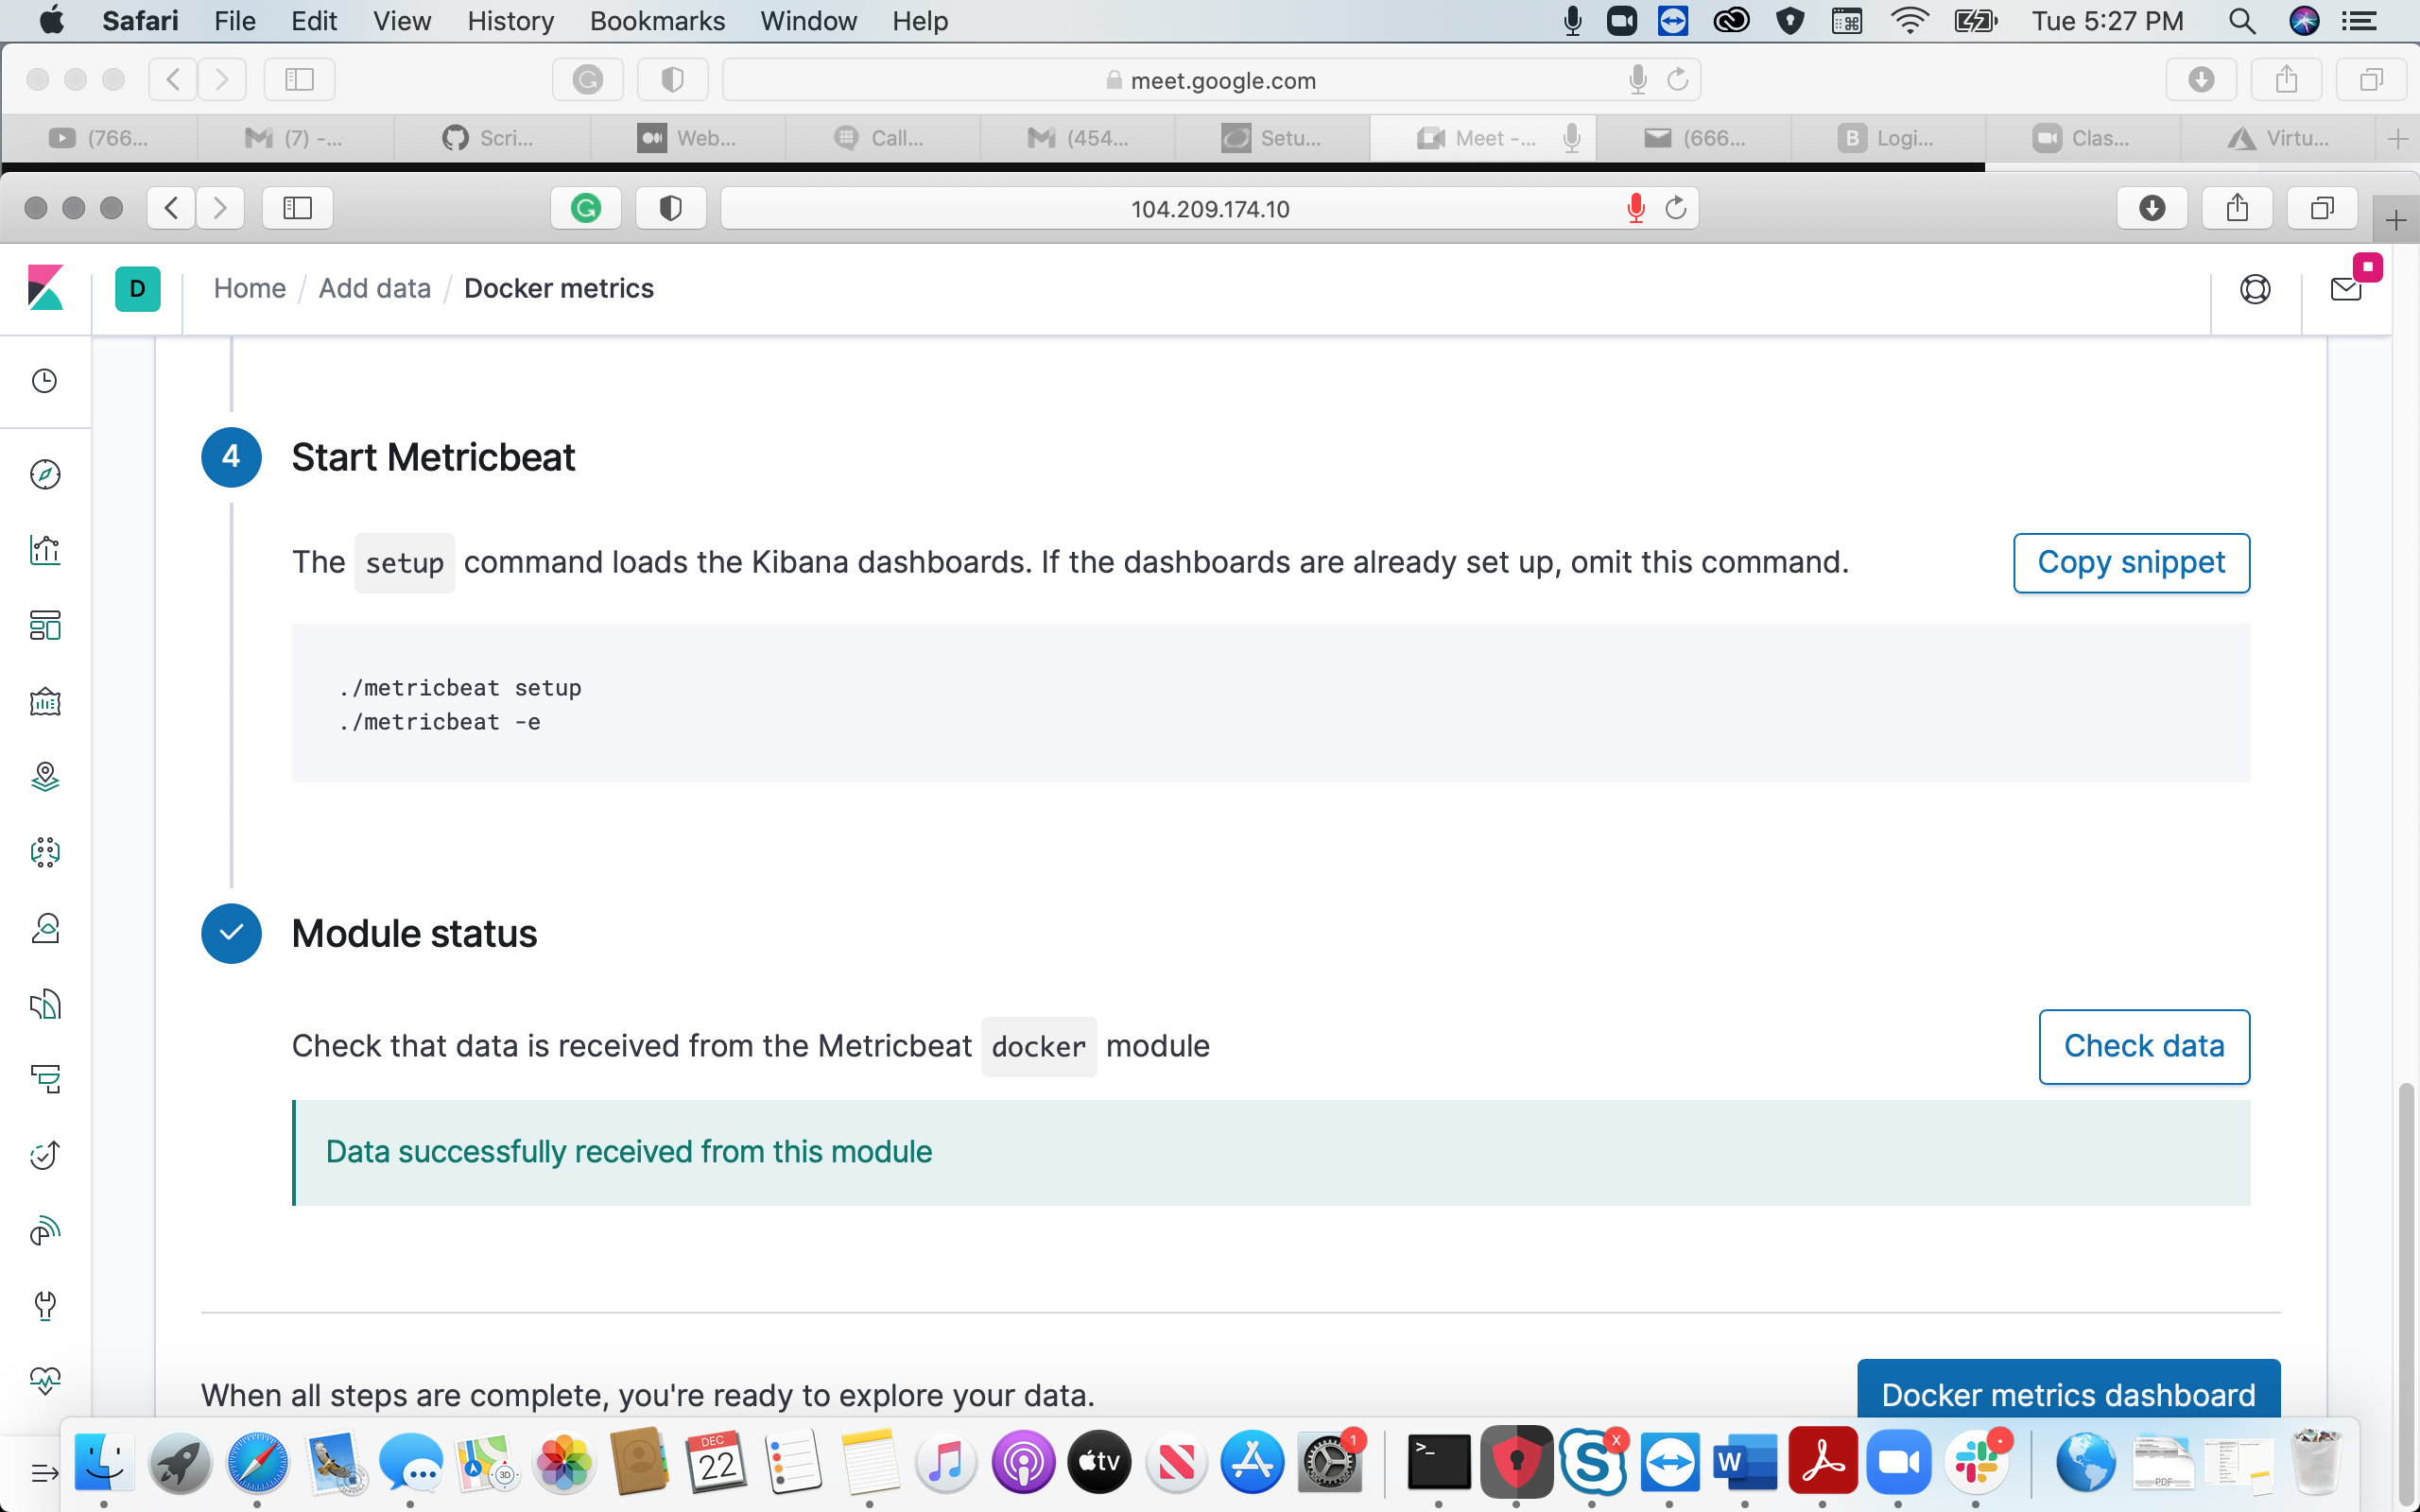 Safari File Edit View History Bookmarks Window Help Tue 5:27 PM
meet.google.com
(766... (7) -... Scri... Web... Call... (454... Setu... Meet -... (666... B Logi... Clas... Virtu...
104.209.174.10
D Home / Add data / Docker metrics
4 Start Metricbeat
The setup command loads the Kibana dashboards. If the dashboards are already set up, omit this command. Copy snippet
./metricbeat setup
./metricbeat -e
Module status
Check that data is received from the Metricbeat docker module Check data
Data successfully received from this module
When all steps are complete, you're ready to explore your data. Docker metrics dashboard
3D DEC 22 tv 1 >_ S X W PDF